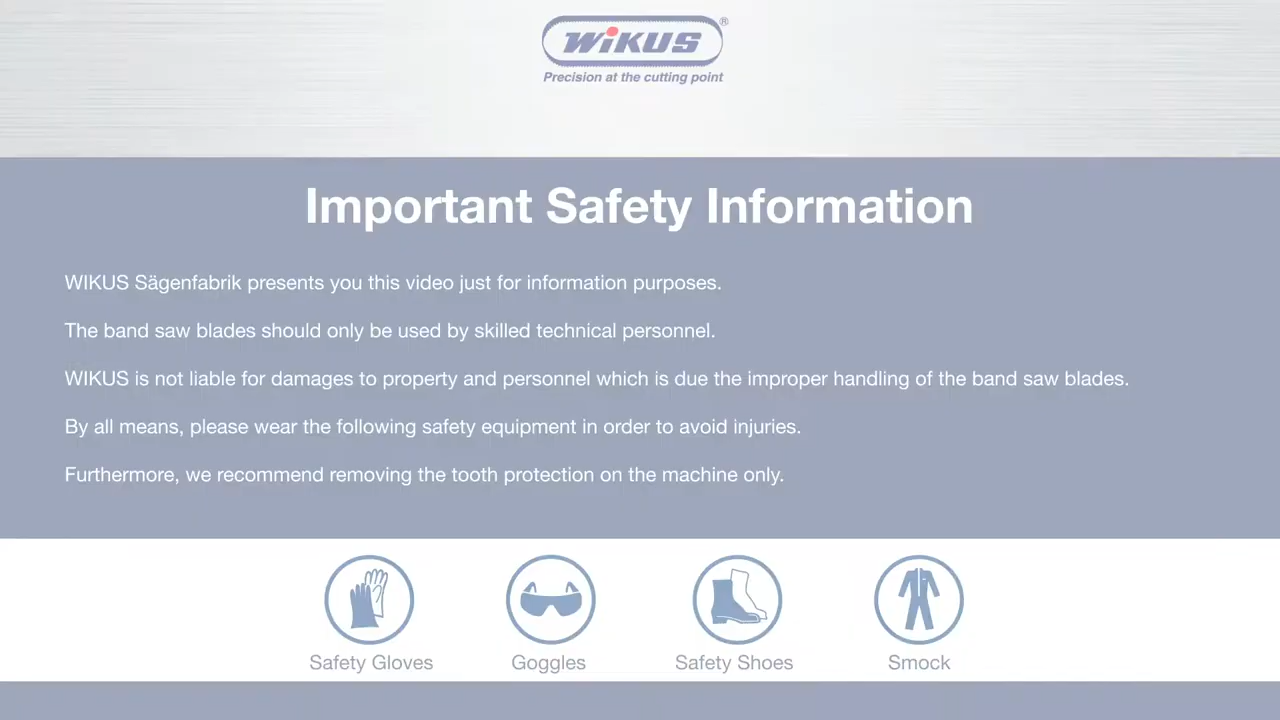 WIKUS®
Precision at the cutting point
Important Safety Information
WIKUS Sägenfabrik presents you this video just for information purposes.
The band saw blades should only be used by skilled technical personnel.
WIKUS is not liable for damages to property and personnel which is due the improper handling of the band saw blades.
By all means, please wear the following safety equipment in order to avoid injuries.
Furthermore, we recommend removing the tooth protection on the machine only.
Safety Gloves
Goggles
Safety Shoes
Smock